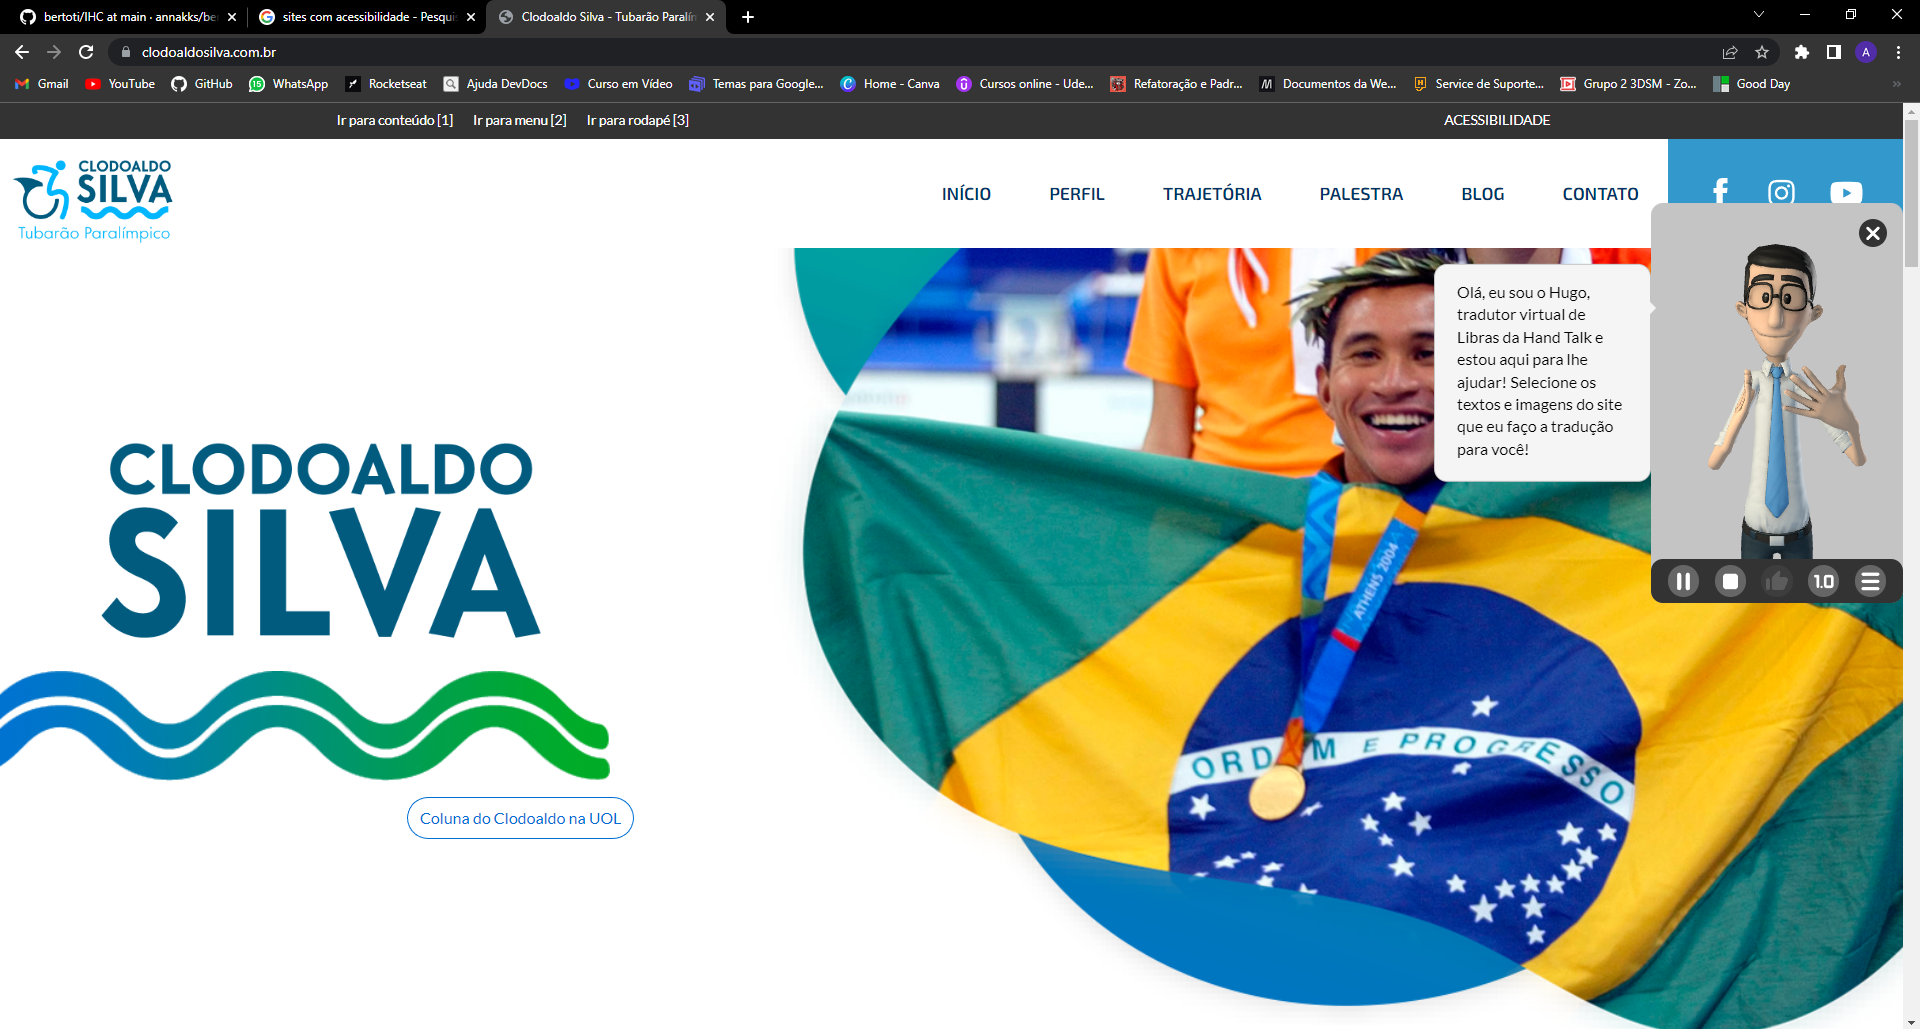 bertoti/IHC at main · annakks/be
sites com acessibilidade - Pesqui
Clodoaldo Silva - Tubarão Paralím
clodoaldosilva.com.br
A
Gmail
YouTube
GitHub
15
WhatsApp
Rocketseat
Ajuda DevDocs
Curso em Vídeo
Temas para Google...
Home - Canva
Cursos online - Ude...
Refatoração e Padr...
Documentos da We...
Service de Suporte...
Grupo 2 3DSM - Zo...
Good Day
Ir para conteúdo [1]
Ir para menu [2]
Ir para rodapé [3]
ACESSIBILIDADE
CLODOALDO
SILVA
Tubarão Paralímpico
INÍCIO
PERFIL
TRAJETÓRIA
PALESTRA
BLOG
CONTATO
Olá, eu sou o Hugo,
tradutor virtual de
Libras da Hand Talk e
estou aqui para lhe
ajudar! Selecione os
textos e imagens do site
que eu faço a tradução
para você!
1.0
CLODOALDO
SILVA
ATHENS 2004
ORDEM E PROGRESSO
Coluna do Clodoaldo na UOL